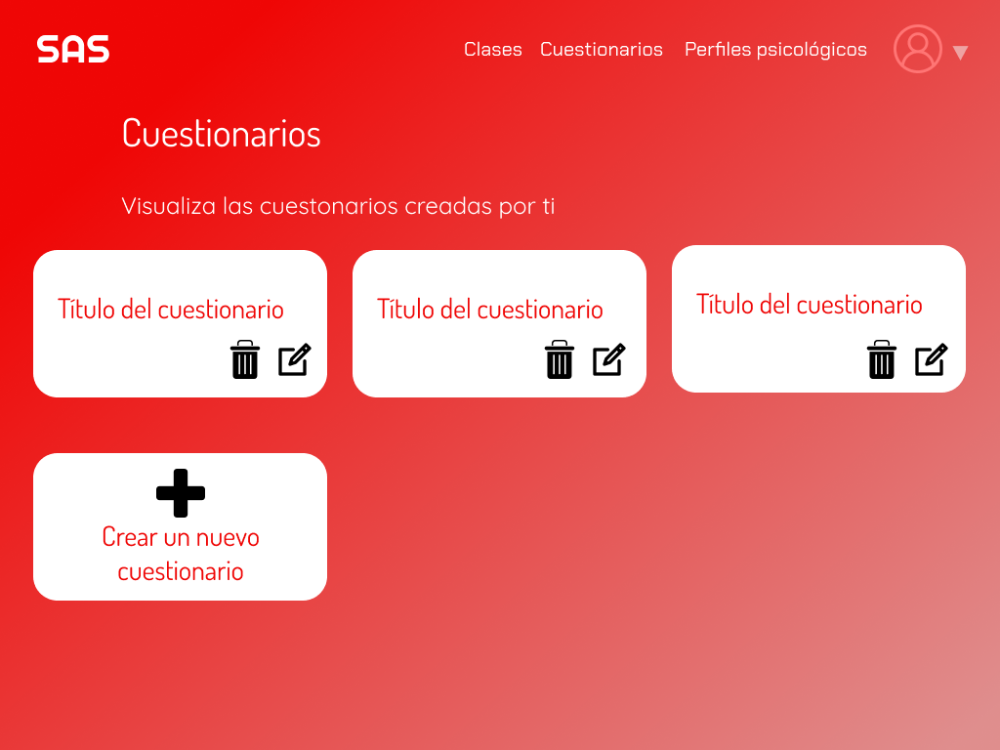 SAS
Clases Cuestionarios Perfiles psicológicos
Cuestionarios
Visualiza las cuestonarios creadas por ti
Título del cuestionario
Título del cuestionario
Título del cuestionario
Crear un nuevo
cuestionario